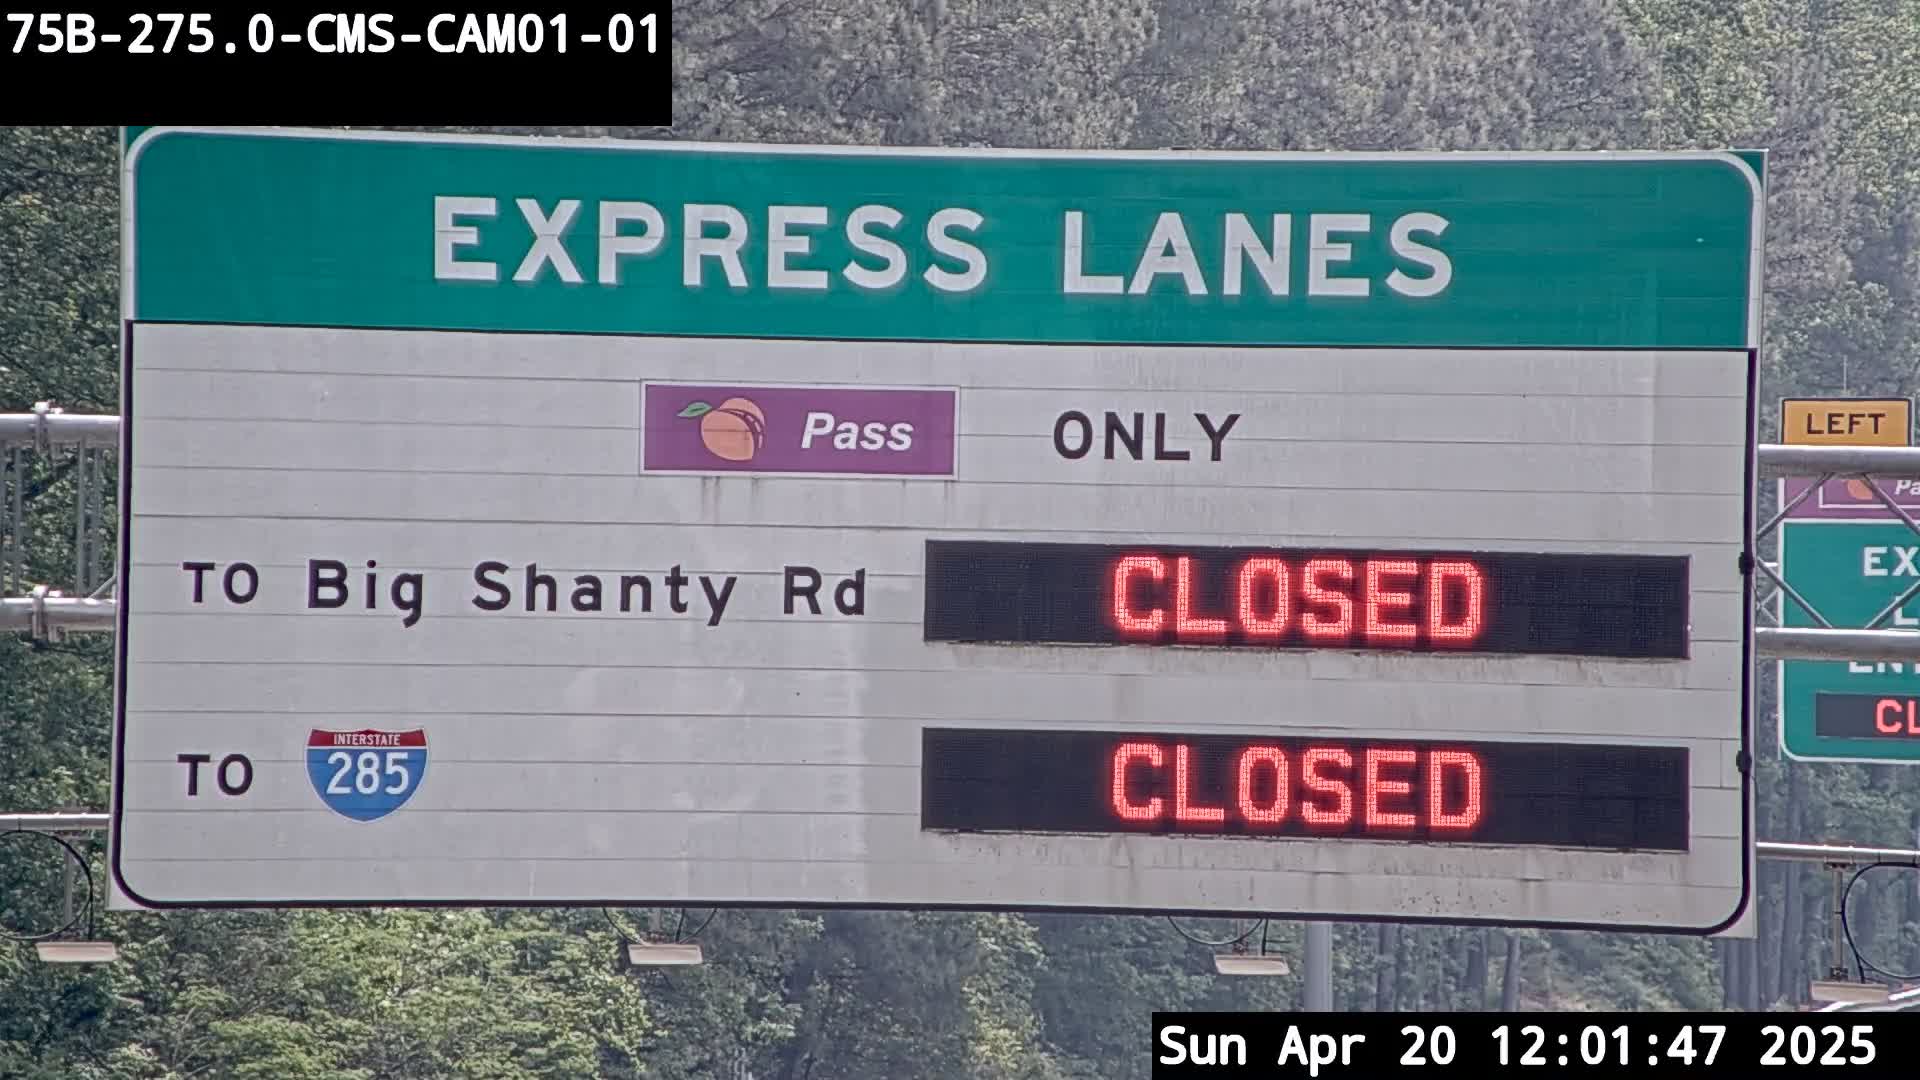 75B-275.0-CMS-CAM01-01
EXPRESS LANES
Pass ONLY
TO Big Shanty Rd CLOSED
TO INTERSTATE 285 CLOSED
LEFT
Sun Apr 20 12:01:47 2025